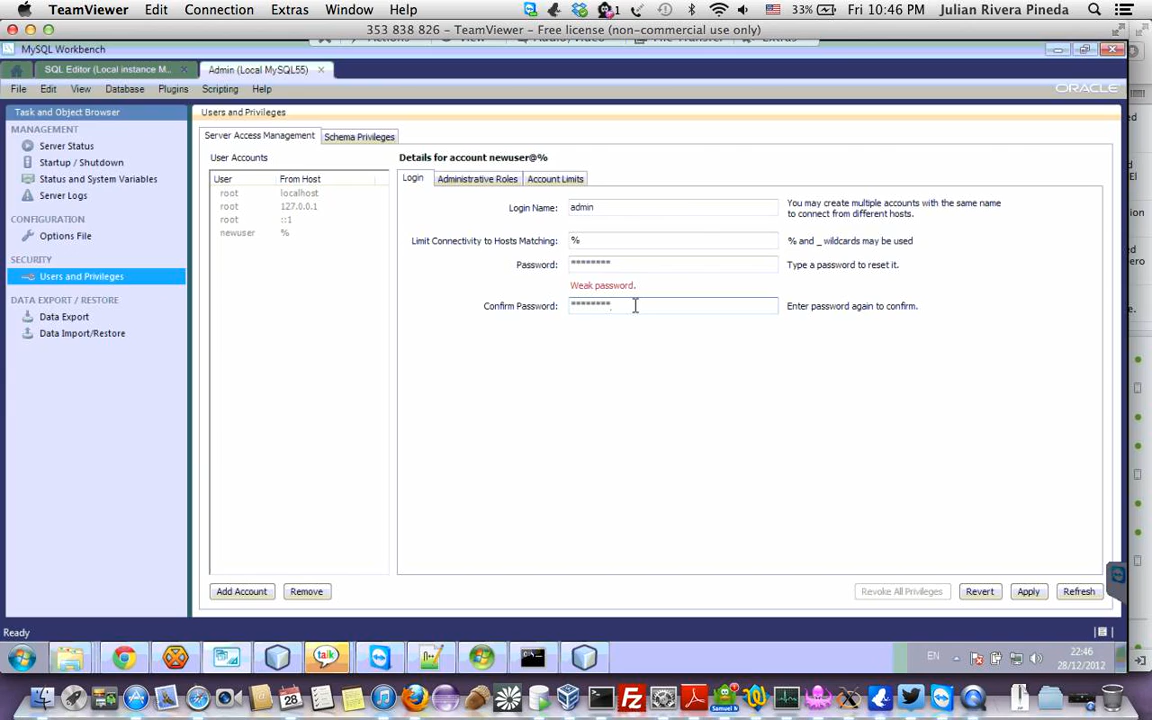 TeamViewer Edit Connection Extras Window Help 1 33% Fri 10:46 PM Julian Rivera Pineda
353 838 826 - TeamViewer - Free license (non-commercial use only)
MySQL Workbench
SQL Editor (Local instance M... Admin (Local MySQL55)
File Edit View Database Plugins Scripting Help ORACLE
Task and Object Browser
MANAGEMENT
Server Status
Startup / Shutdown
Status and System Variables
Server Logs
CONFIGURATION
Options File
SECURITY
Users and Privileges
DATA EXPORT / RESTORE
Data Export
Data Import/Restore
Users and Privileges
Server Access Management Schema Privileges
User Accounts
User From Host
root localhost
root 127.0.0.1
root ::1
newuser %
Details for account newuser@%
Login Administrative Roles Account Limits
Login Name: admin You may create multiple accounts with the same name
to connect from different hosts.
Limit Connectivity to Hosts Matching: % % and _ wildcards may be used
Password: ******** Type a password to reset it.
Weak password.
Confirm Password: ******** Enter password again to confirm.
Add Account Remove Revoke All Privileges Revert Apply Refresh
Ready
talk EN 22:46
28/12/2012